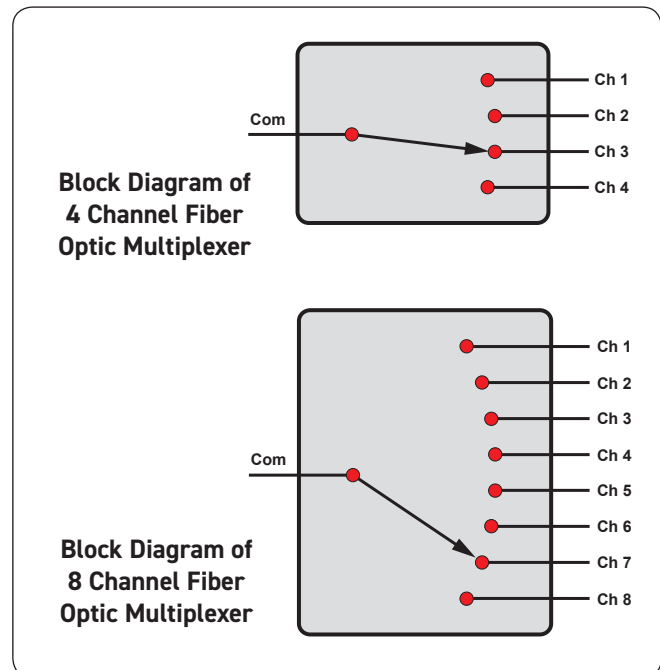 Ch 1
Ch 2
Com
Ch 3
Ch 4
Block Diagram of
4 Channel Fiber
Optic Multiplexer
Ch 1
Ch 2
Ch 3
Ch 4
Com
Ch 5
Ch 6
Ch 7
Ch 8
Block Diagram of
8 Channel Fiber
Optic Multiplexer